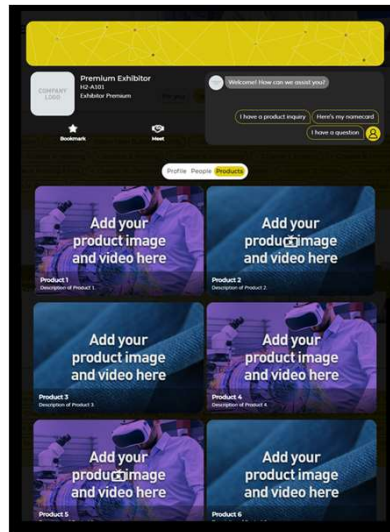 COMPANY
LOGO
Premium Exhibitor
H2-A101
Exhibitor Premium
Bookmark
Meet
Welcome! How can we assist you?
I have a product inquiry
Here's my namecard
I have a question
Profile People Products
Add your
product image
and video here
Product 1
Description of Product 1.
Add your
product image
and video here
Product 2
Description of Product 2.
Add your
product image
and video here
Product 3
Description of Product 3.
Add your
product image
and video here
Product 4
Description of Product 4.
Add your
product image
and video here
Product 5
Add your
product image
and video here
Product 6